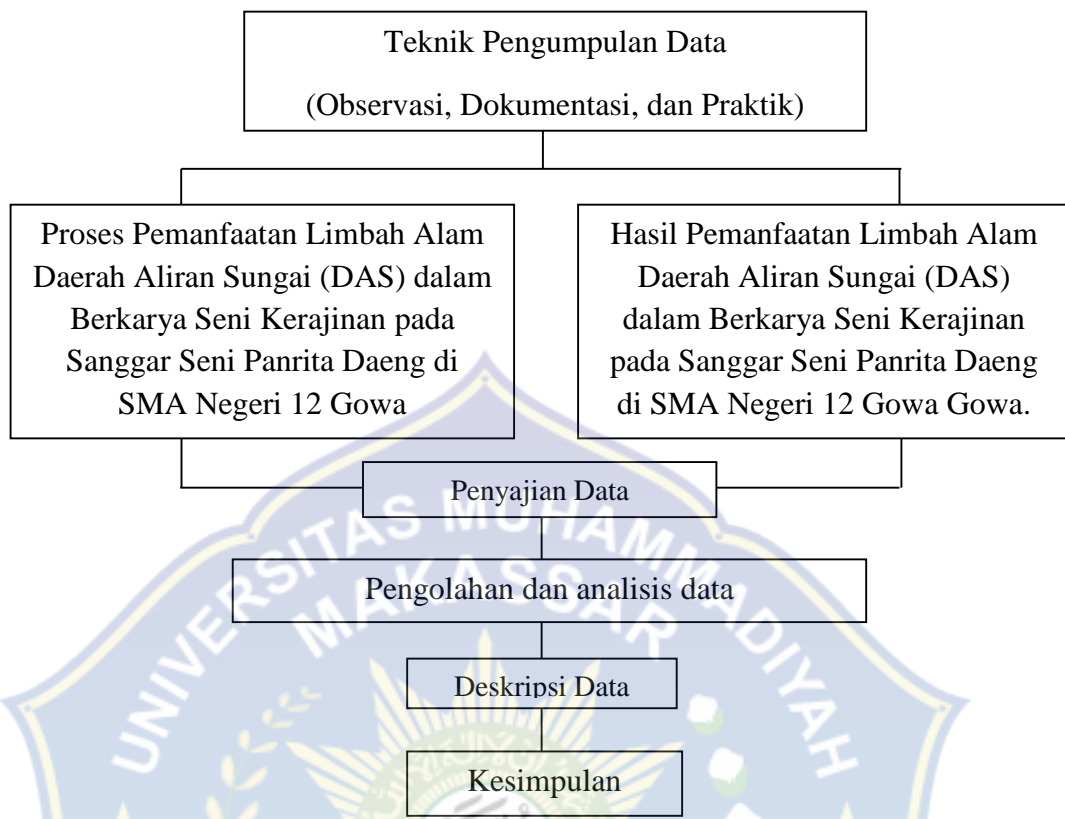 Teknik Pengumpulan Data
(Observasi, Dokumentasi, dan Praktik)
Proses Pemanfaatan Limbah Alam
Daerah Aliran Sungai (DAS) dalam
Berkarya Seni Kerajinan pada
Sanggar Seni Panrita Daeng di
SMA Negeri 12 Gowa
Hasil Pemanfaatan Limbah Alam
Daerah Aliran Sungai (DAS)
dalam Berkarya Seni Kerajinan
pada Sanggar Seni Panrita Daeng
di SMA Negeri 12 Gowa Gowa.
Penyajian Data
Pengolahan dan analisis data
Deskripsi Data
Kesimpulan
UNIVERSITAS MUHAMMADIYAH
MAKASSAR